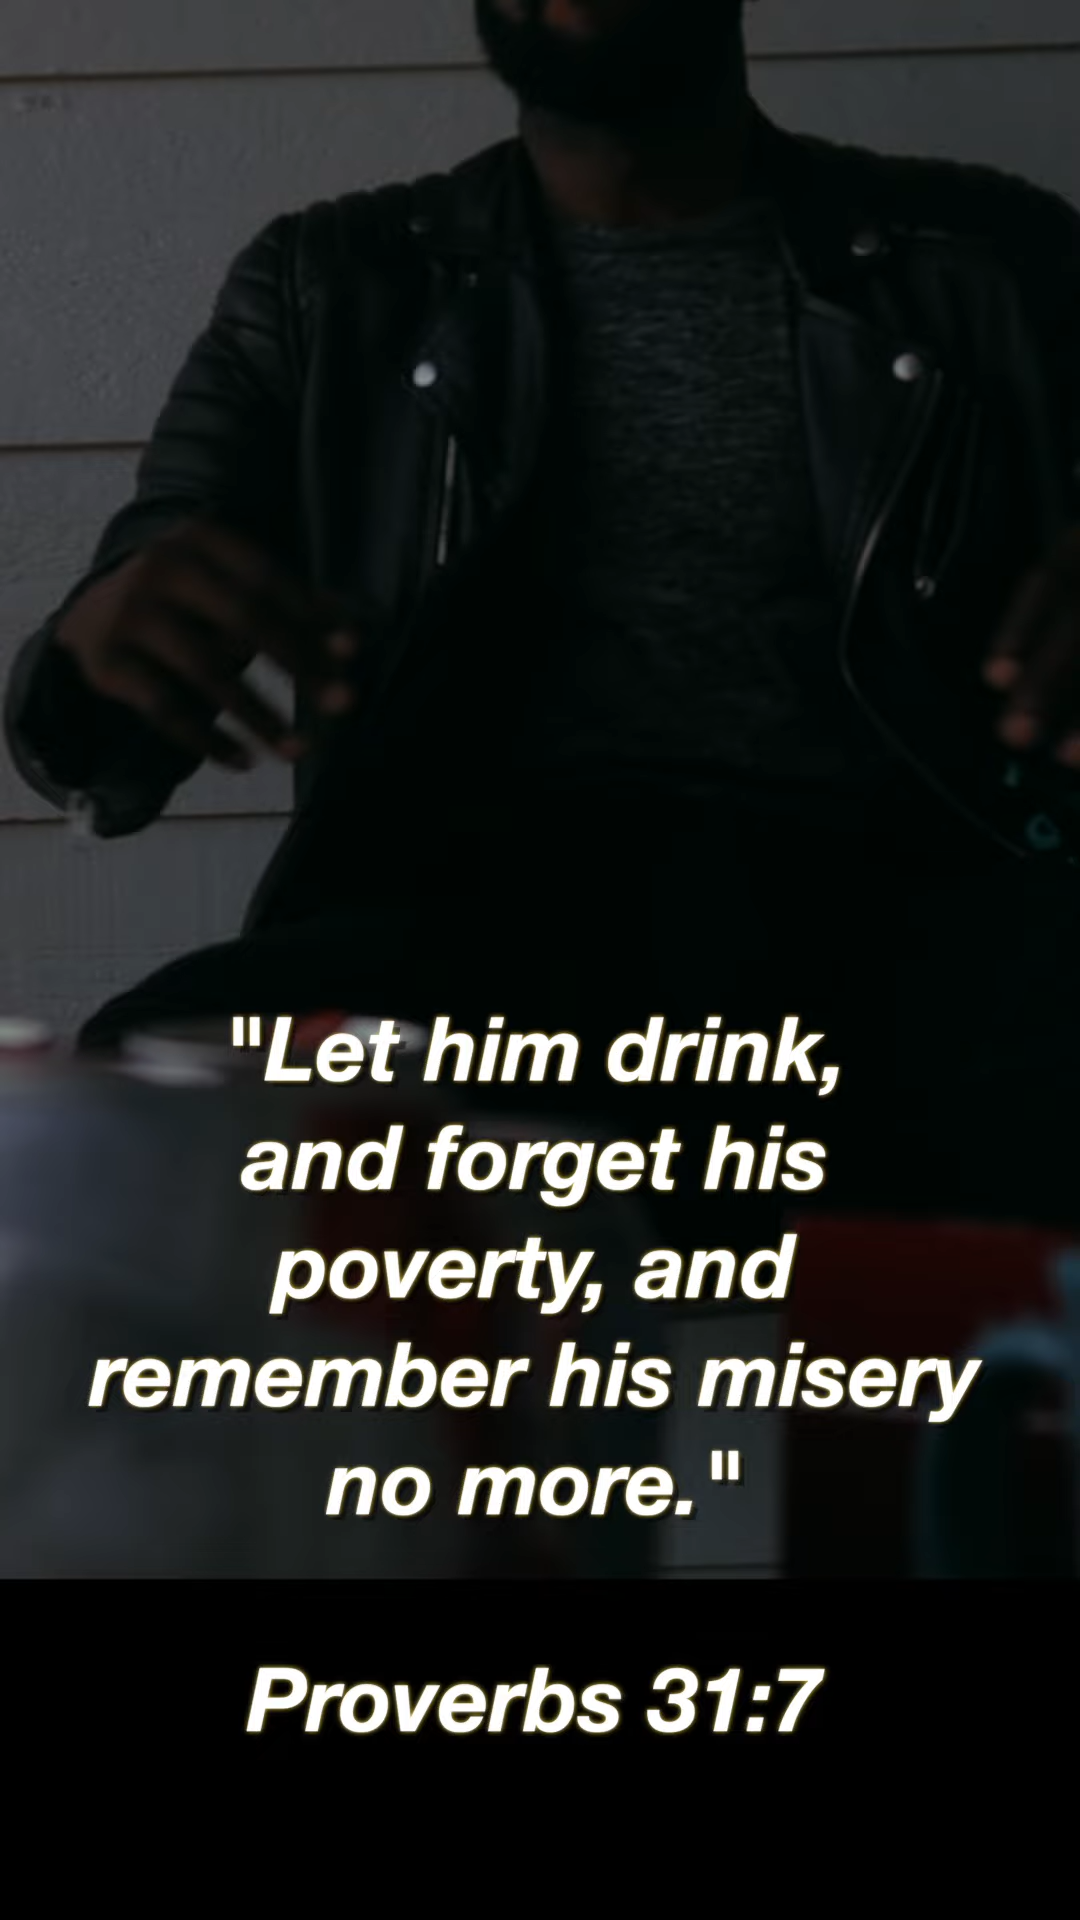 "Let him drink,
and forget his
poverty, and
remember his misery
no more."
Proverbs 31:7